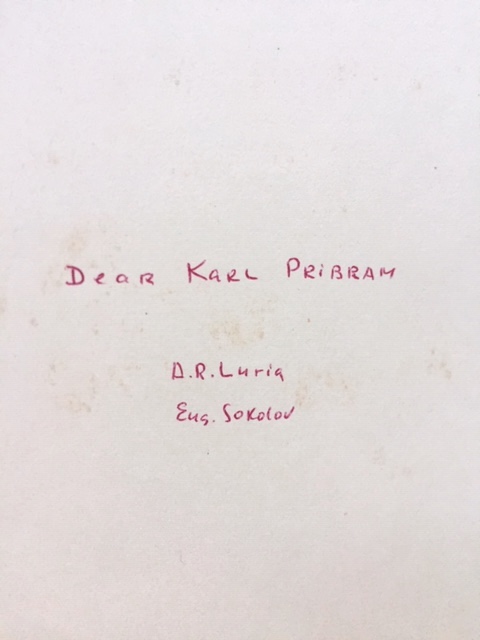 Dear Karl Pribram
A.R. Luria
Eug. Sokolov